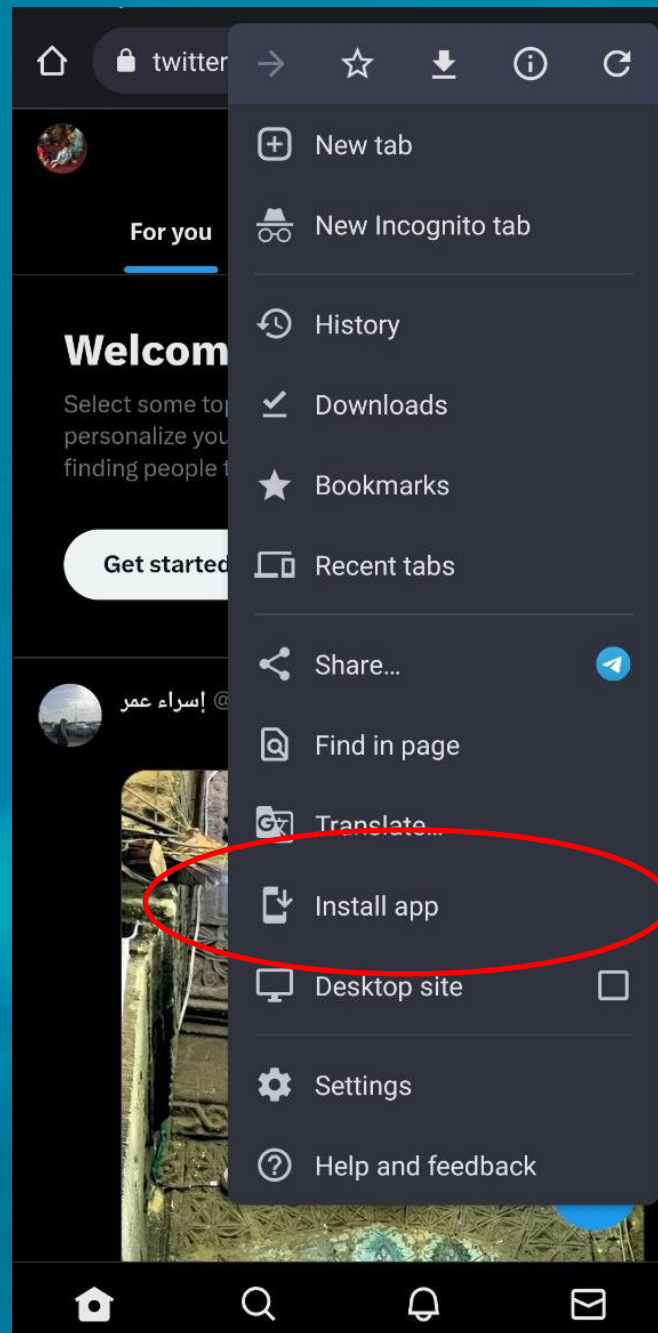 twitter
For you
Welcom
Select some top
personalize you
finding people t
Get started
إسراء عمر @
New tab
New Incognito tab
History
Downloads
Bookmarks
Recent tabs
Share...
Find in page
Translate...
Install app
Desktop site
Settings
Help and feedback